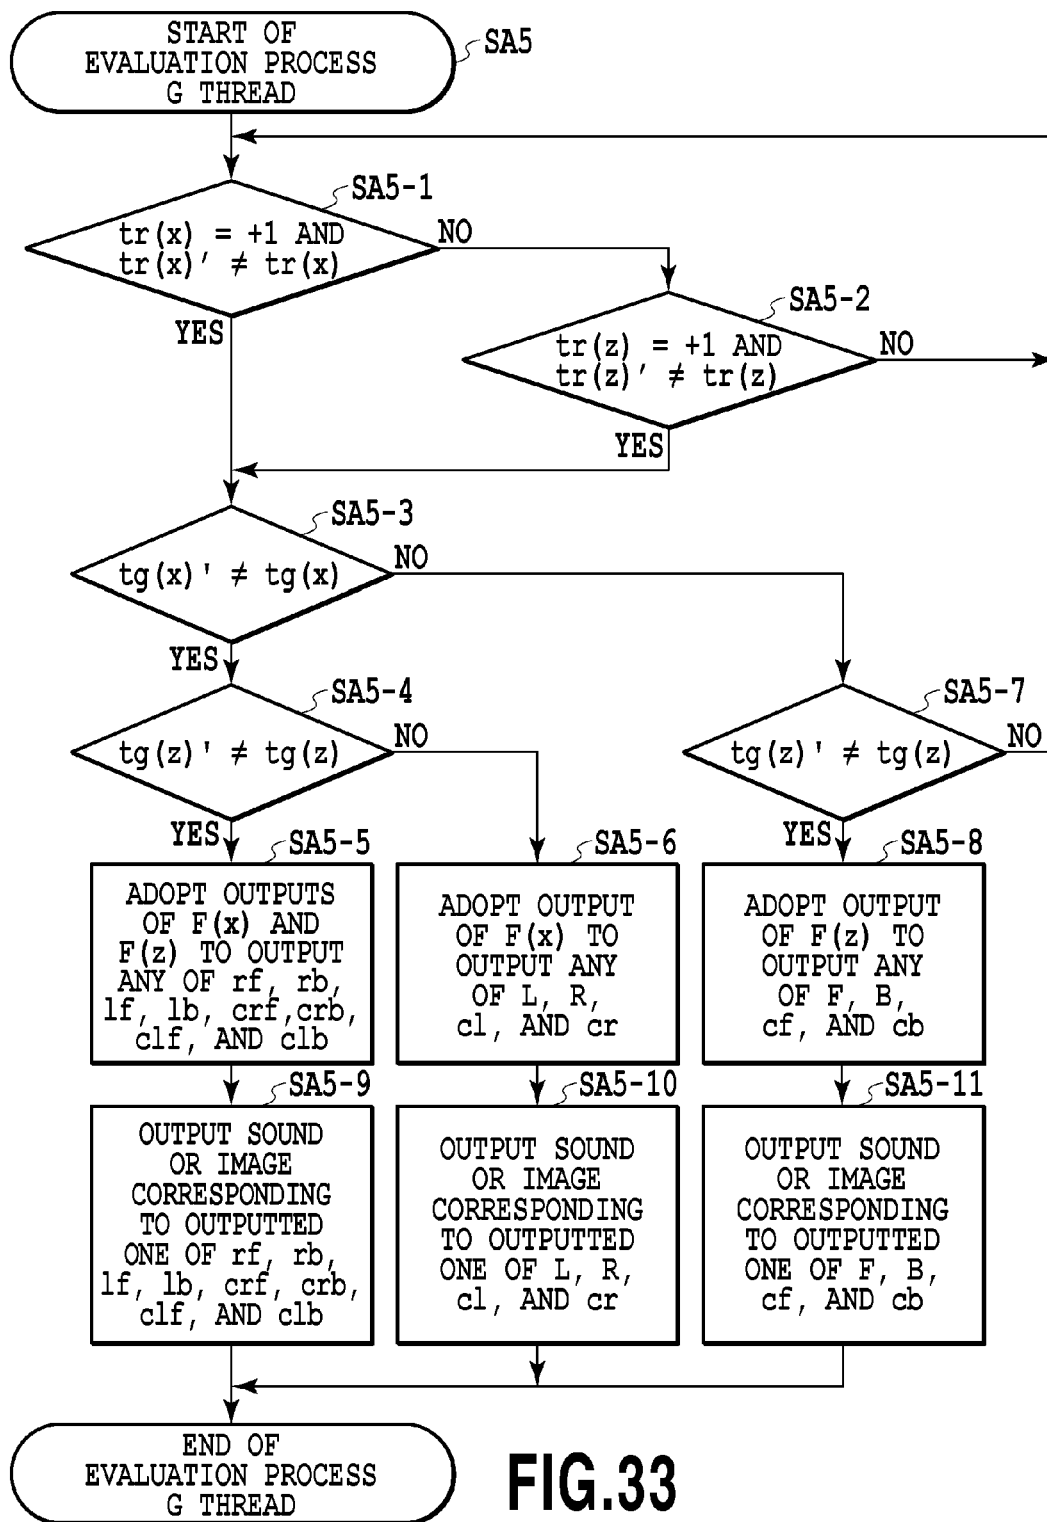 START OF
EVALUATION PROCESS
G THREAD
SA5
SA5-1
tr(x) = +1 AND
tr(x)' ≠ tr(x)
NO
YES
SA5-2
tr(z) = +1 AND
tr(z)' ≠ tr(z)
NO
YES
SA5-3
tg(x)' ≠ tg(x)
NO
YES
SA5-4
tg(z)' ≠ tg(z)
NO
YES
SA5-7
tg(z)' ≠ tg(z)
NO
YES
SA5-5
ADOPT OUTPUTS
OF F(x) AND
F(z) TO OUTPUT
ANY OF rf, rb,
lf, lb, crf,crb,
clf, AND clb
SA5-6
ADOPT OUTPUT
OF F(x) TO
OUTPUT ANY
OF L, R,
cl, AND cr
SA5-8
ADOPT OUTPUT
OF F(z) TO
OUTPUT ANY
OF F, B,
cf, AND cb
SA5-9
OUTPUT SOUND
OR IMAGE
CORRESPONDING
TO OUTPUTTED
ONE OF rf, rb,
lf, lb, crf, crb,
clf, AND clb
SA5-10
OUTPUT SOUND
OR IMAGE
CORRESPONDING
TO OUTPUTTED
ONE OF L, R,
cl, AND cr
SA5-11
OUTPUT SOUND
OR IMAGE
CORRESPONDING
TO OUTPUTTED
ONE OF F, B,
cf, AND cb
END OF
EVALUATION PROCESS
G THREAD
FIG.33